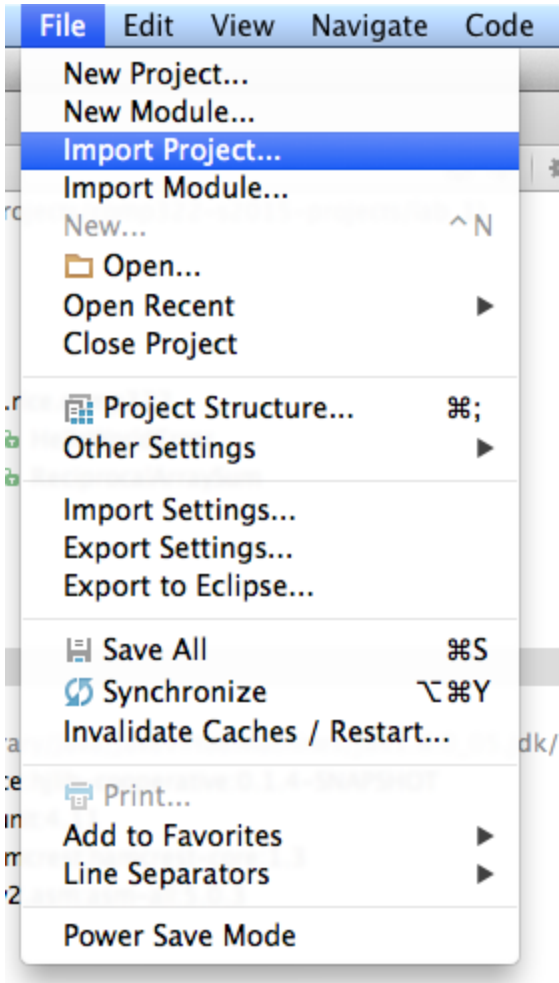 File Edit View Navigate Code
New Project...
New Module...
Import Project...
Import Module...
New... ^N
Open...
Open Recent ▶
Close Project
Project Structure... ⌘;
Other Settings ▶
Import Settings...
Export Settings...
Export to Eclipse...
Save All ⌘S
Synchronize ⌥⌘Y
Invalidate Caches / Restart...
dk/
Print...
Add to Favorites ▶
Line Separators ▶
Power Save Mode